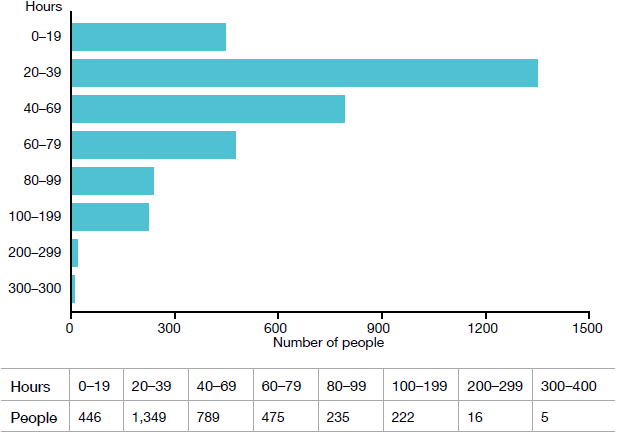 Hours
0–19
20–39
40–69
60–79
80–99
100–199
200–299
300–300
0 300 600 900 1200 1500
Number of people
Hours 0–19 20–39 40–69 60–79 80–99 100–199 200–299 300–400
People 446 1,349 789 475 235 222 16 5